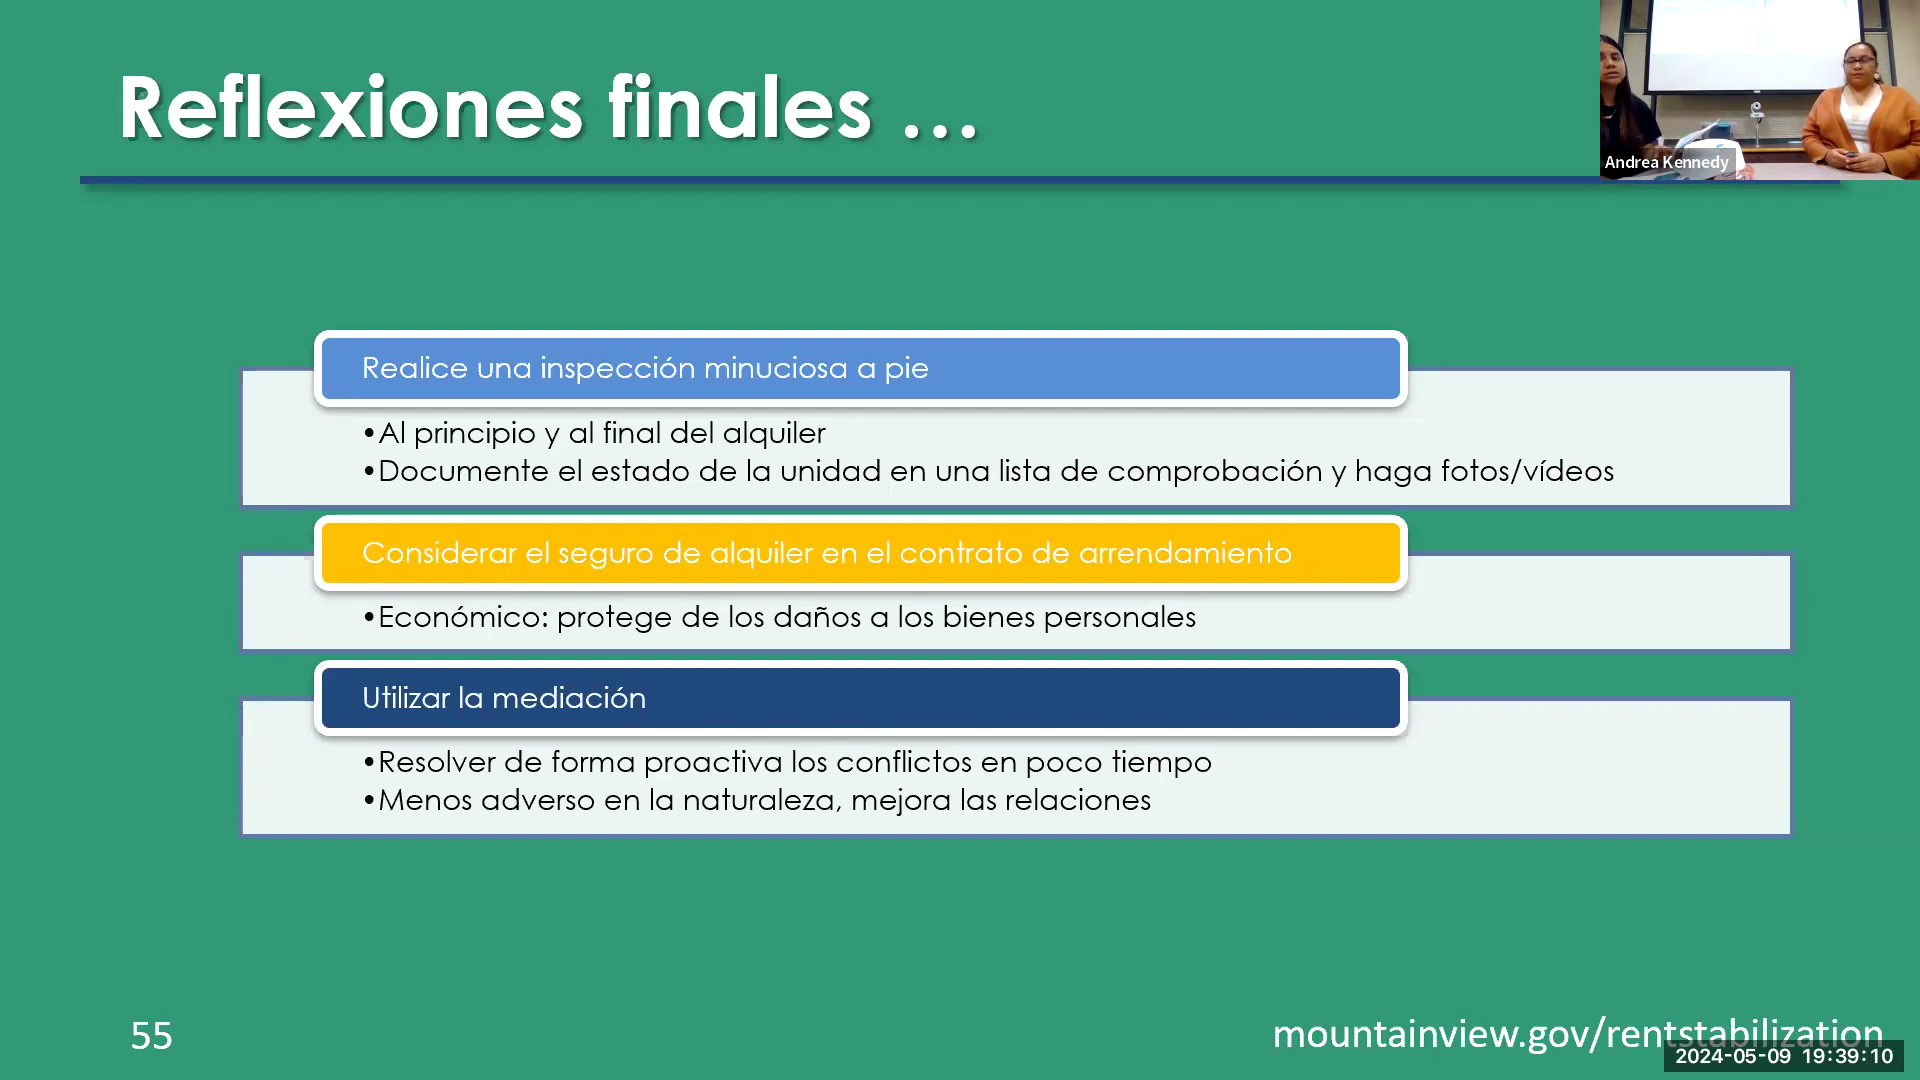 Reflexiones finales ...
Andrea Kennedy
Realice una inspección minuciosa a pie
•Al principio y al final del alquiler
•Documente el estado de la unidad en una lista de comprobación y haga fotos/vídeos
Considerar el seguro de alquiler en el contrato de arrendamiento
•Económico: protege de los daños a los bienes personales
Utilizar la mediación
•Resolver de forma proactiva los conflictos en poco tiempo
•Menos adverso en la naturaleza, mejora las relaciones
55
mountainview.gov/rentstabilization
2024-05-09 19:39:10